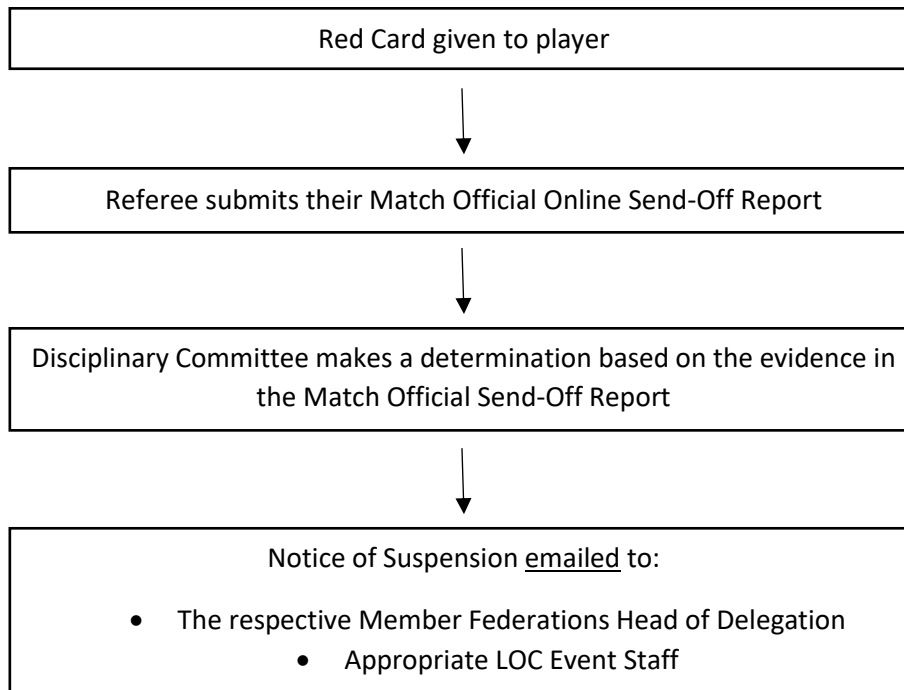 Red Card given to player
Referee submits their Match Official Online Send-Off Report
Disciplinary Committee makes a determination based on the evidence in
the Match Official Send-Off Report
Notice of Suspension emailed to:
• The respective Member Federations Head of Delegation
• Appropriate LOC Event Staff